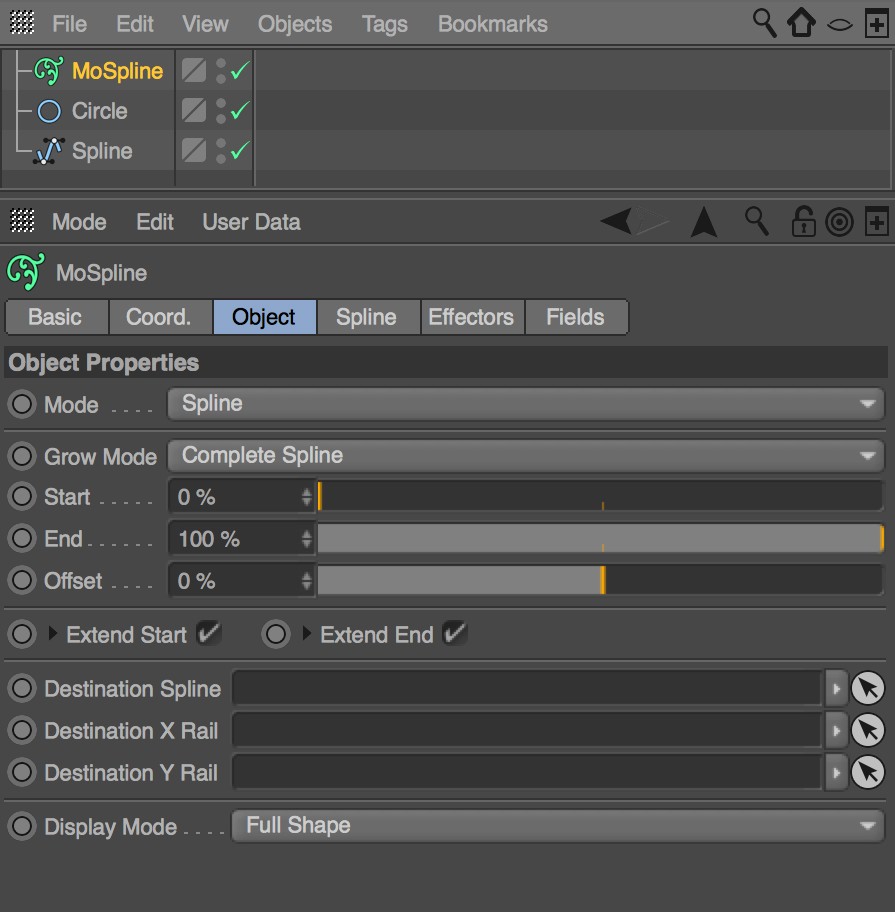 File Edit View Objects Tags Bookmarks
MoSpline
Circle
Spline
Mode Edit User Data
MoSpline
Basic Coord. Object Spline Effectors Fields
Object Properties
Mode . . . . Spline
Grow Mode Complete Spline
Start . . . . . 0 %
End . . . . . . 100 %
Offset . . . . 0 %
Extend Start Extend End
Destination Spline
Destination X Rail
Destination Y Rail
Display Mode . . . . Full Shape